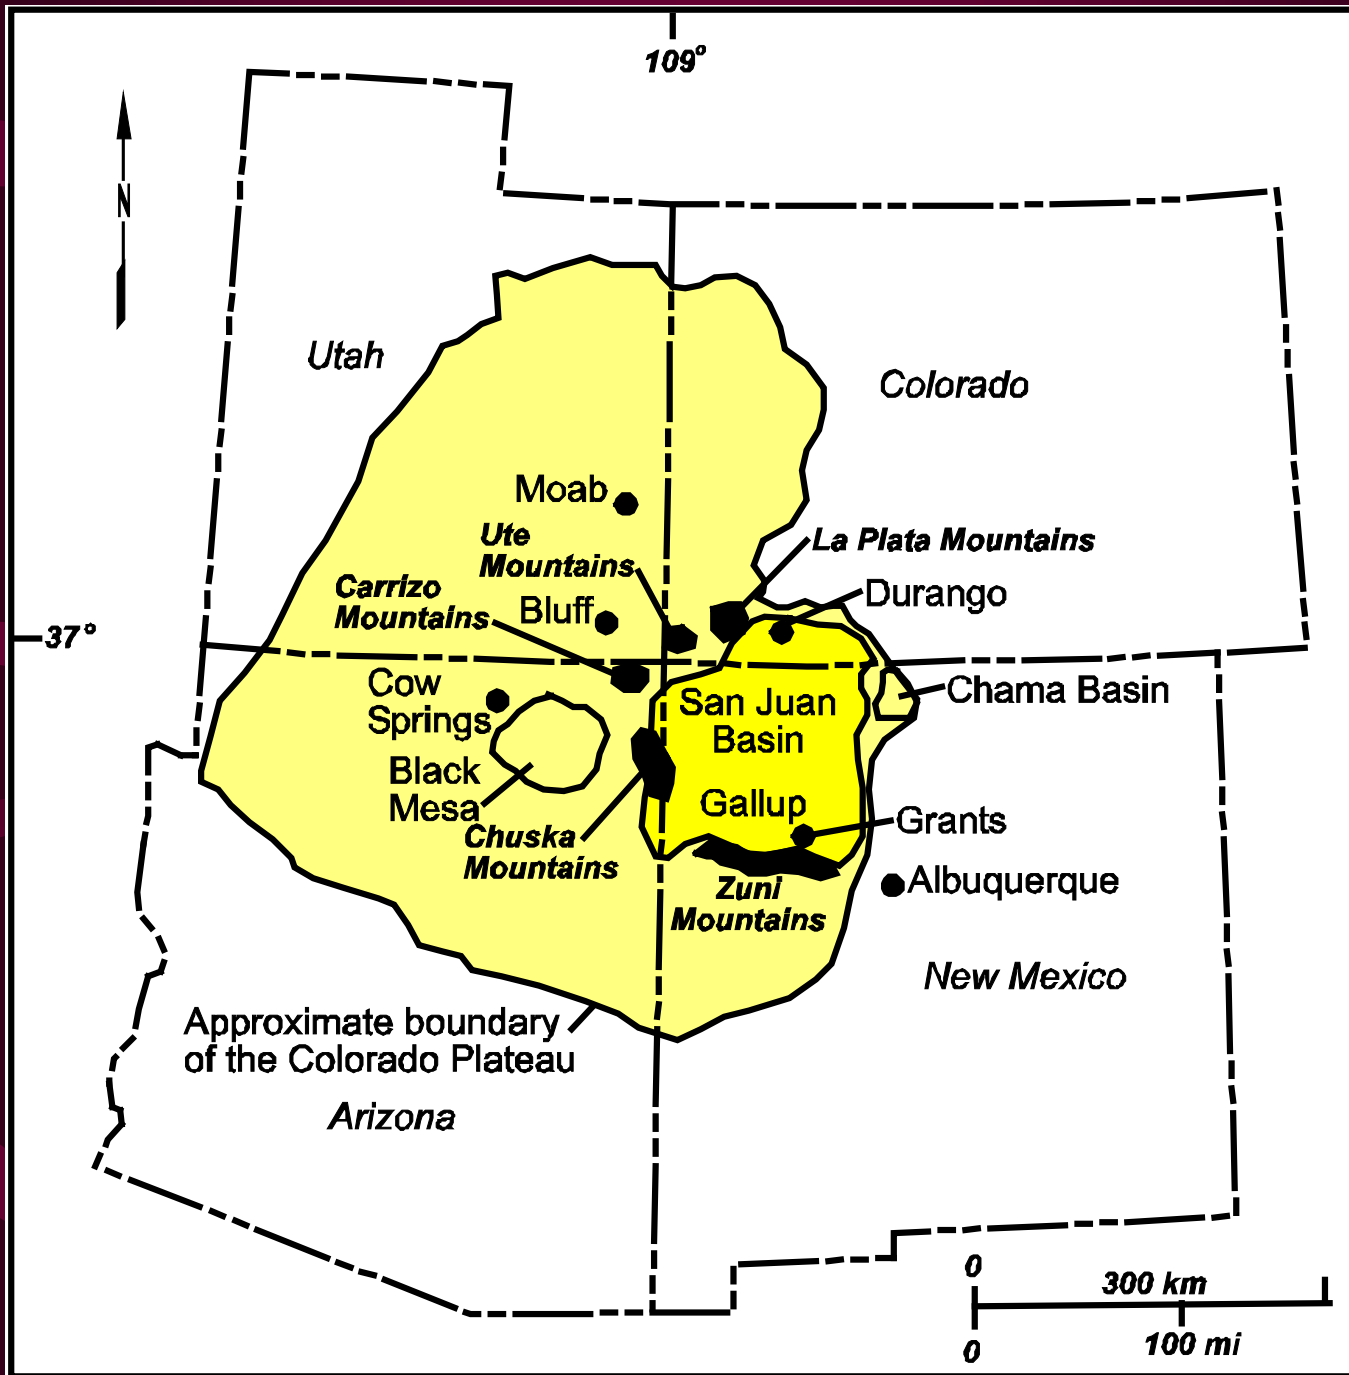 109°
N
Utah
Colorado
Moab
Ute
Mountains
La Plata Mountains
Carrizo
Mountains
Bluff
Durango
37°
Cow
Springs
San Juan
Basin
Chama Basin
Black
Mesa
Gallup
Grants
Chuska
Mountains
Zuni
Mountains
Albuquerque
New Mexico
Approximate boundary
of the Colorado Plateau
Arizona
0
300 km
0
100 mi